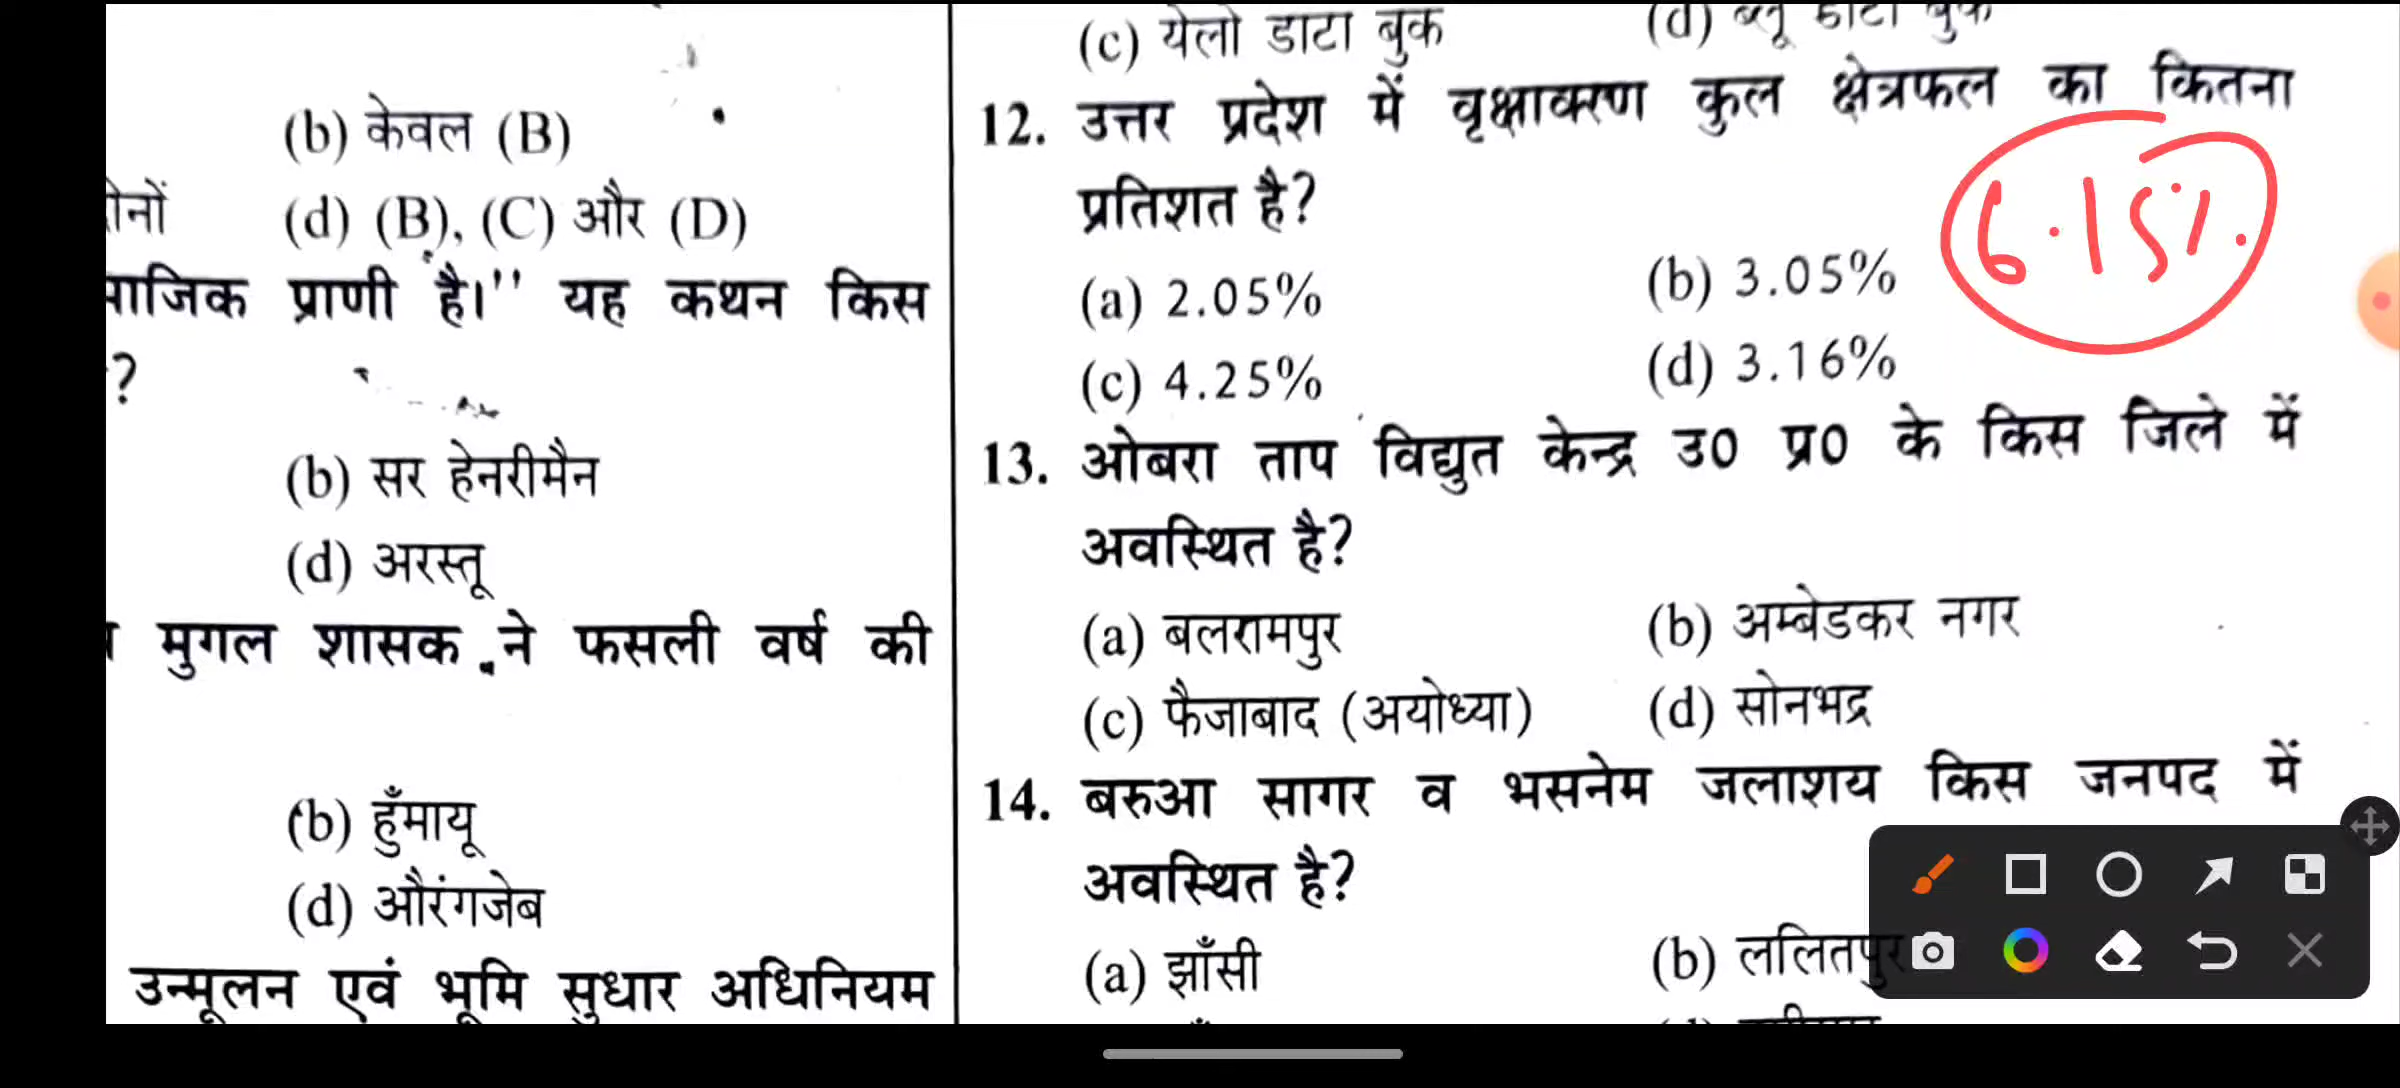 (b) केवल (B)
(d) (B), (C) और (D)
प्राणी है।'' यह कथन किस
?
(b) सर हेनरीमैन
(d) अरस्तू
मुगल शासक ने फसली वर्ष की
(b) हुँमायू
(d) औरंगजेब
उन्मूलन एवं भूमि सुधार अधिनियम
(c) येलो डाटा बुक
(d) ब्लू डाटा बुक
12. उत्तर प्रदेश में वृक्षावरण कुल क्षेत्रफल का कितना
प्रतिशत है?
6.15%
(a) 2.05% (b) 3.05%
(c) 4.25% (d) 3.16%
13. ओबरा ताप विद्युत केन्द्र उ0 प्र0 के किस जिले में
अवस्थित है?
(a) बलरामपुर (b) अम्बेडकर नगर
(c) फैजाबाद (अयोध्या) (d) सोनभद्र
14. बरुआ सागर व भसनेम जलाशय किस जनपद में
अवस्थित है?
(a) झाँसी (b) ललितपुर